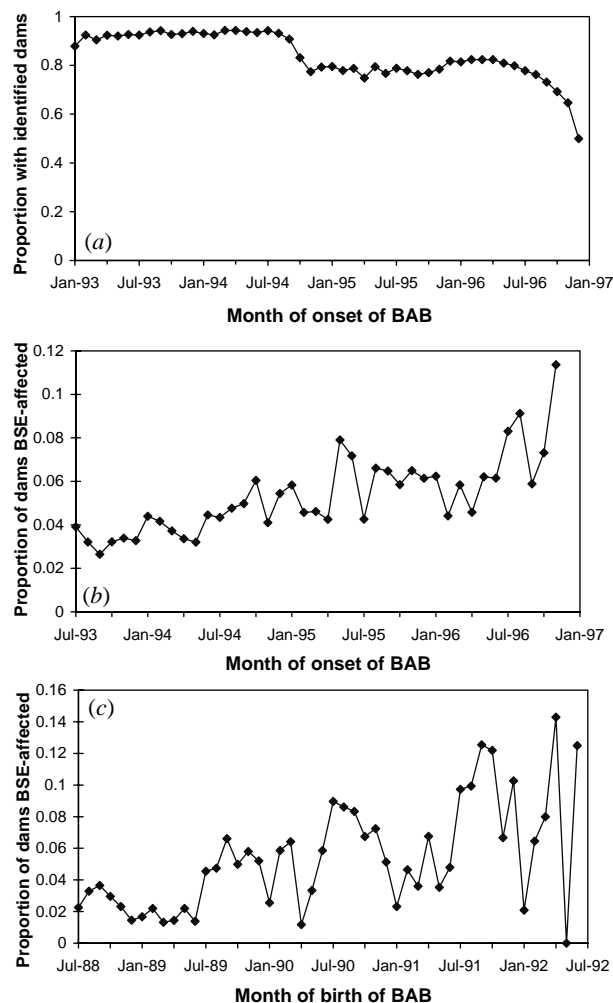 1
0.8
0.6
0.4
0.2
0
Proportion with identified dams
(a)
Jan-93 Jul-93 Jan-94 Jul-94 Jan-95 Jul-95 Jan-96 Jul-96 Jan-97
Month of onset of BAB
0.12
0.1
0.08
0.06
0.04
0.02
0
Proportion of dams BSE-affected
(b)
Jul-93 Jan-94 Jul-94 Jan-95 Jul-95 Jan-96 Jul-96 Jan-97
Month of onset of BAB
0.16
0.14
0.12
0.1
0.08
0.06
0.04
0.02
0
Proportion of dams BSE-affected
(c)
Jul-88 Jan-89 Jul-89 Jan-90 Jul-90 Jan-91 Jul-91 Jan-92 Jul-92
Month of birth of BAB